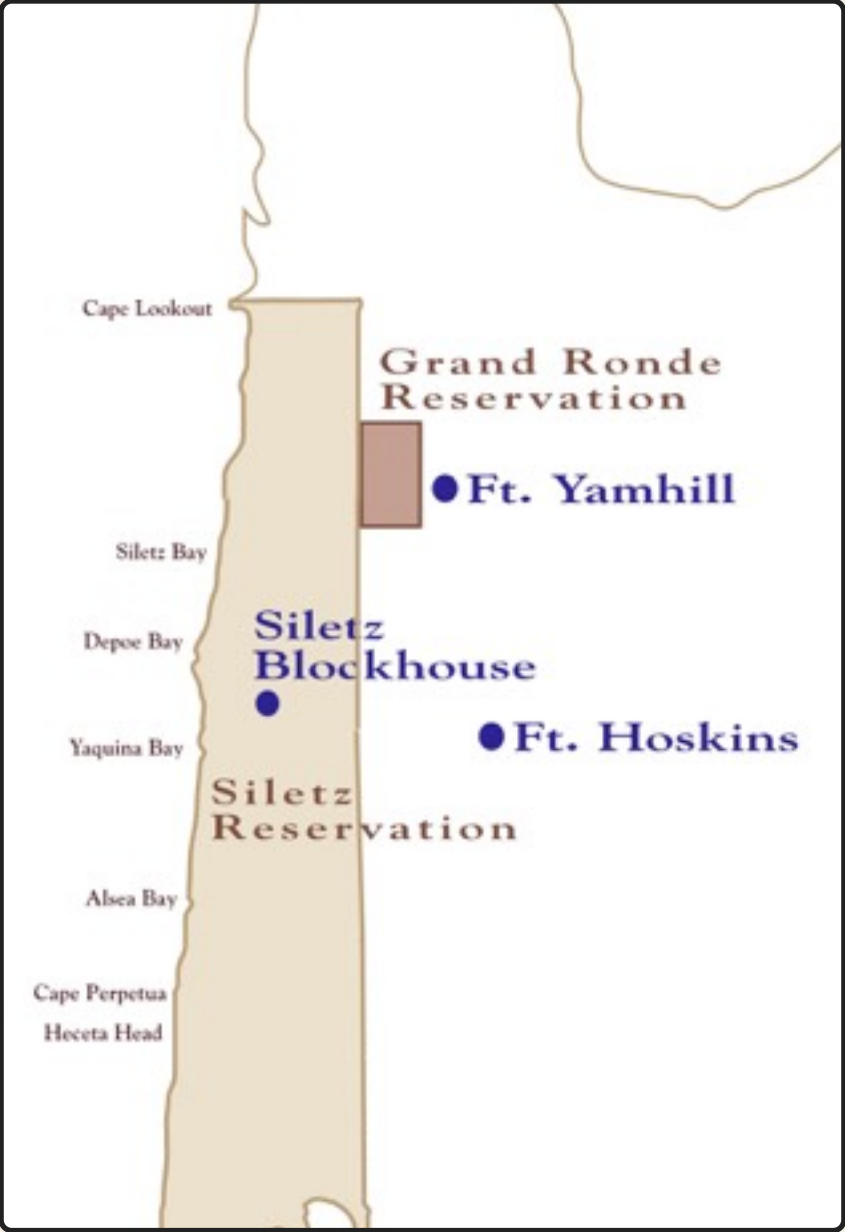 Cape Lookout
Grand Ronde
Reservation
Ft. Yamhill
Siletz Bay
Siletz
Blockhouse
Depoe Bay
Ft. Hoskins
Yaquina Bay
Siletz
Reservation
Alsea Bay
Cape Perpetua
Heceta Head